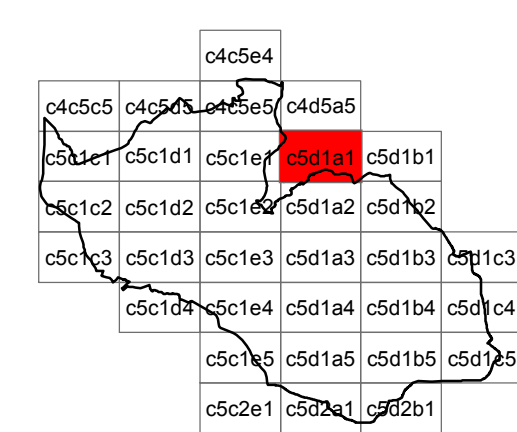 c4c5e4
c4c5c5 c4c5d5 c4c5e5 c4d5a5
c5c1c1 c5c1d1 c5c1e1 c5d1a1 c5d1b1
c5c1c2 c5c1d2 c5c1e2 c5d1a2 c5d1b2
c5c1c3 c5c1d3 c5c1e3 c5d1a3 c5d1b3 c5d1c3
c5c1d4 c5c1e4 c5d1a4 c5d1b4 c5d1c4
c5c1e5 c5d1a5 c5d1b5 c5d1c5
c5c2e1 c5d2a1 c5d2b1